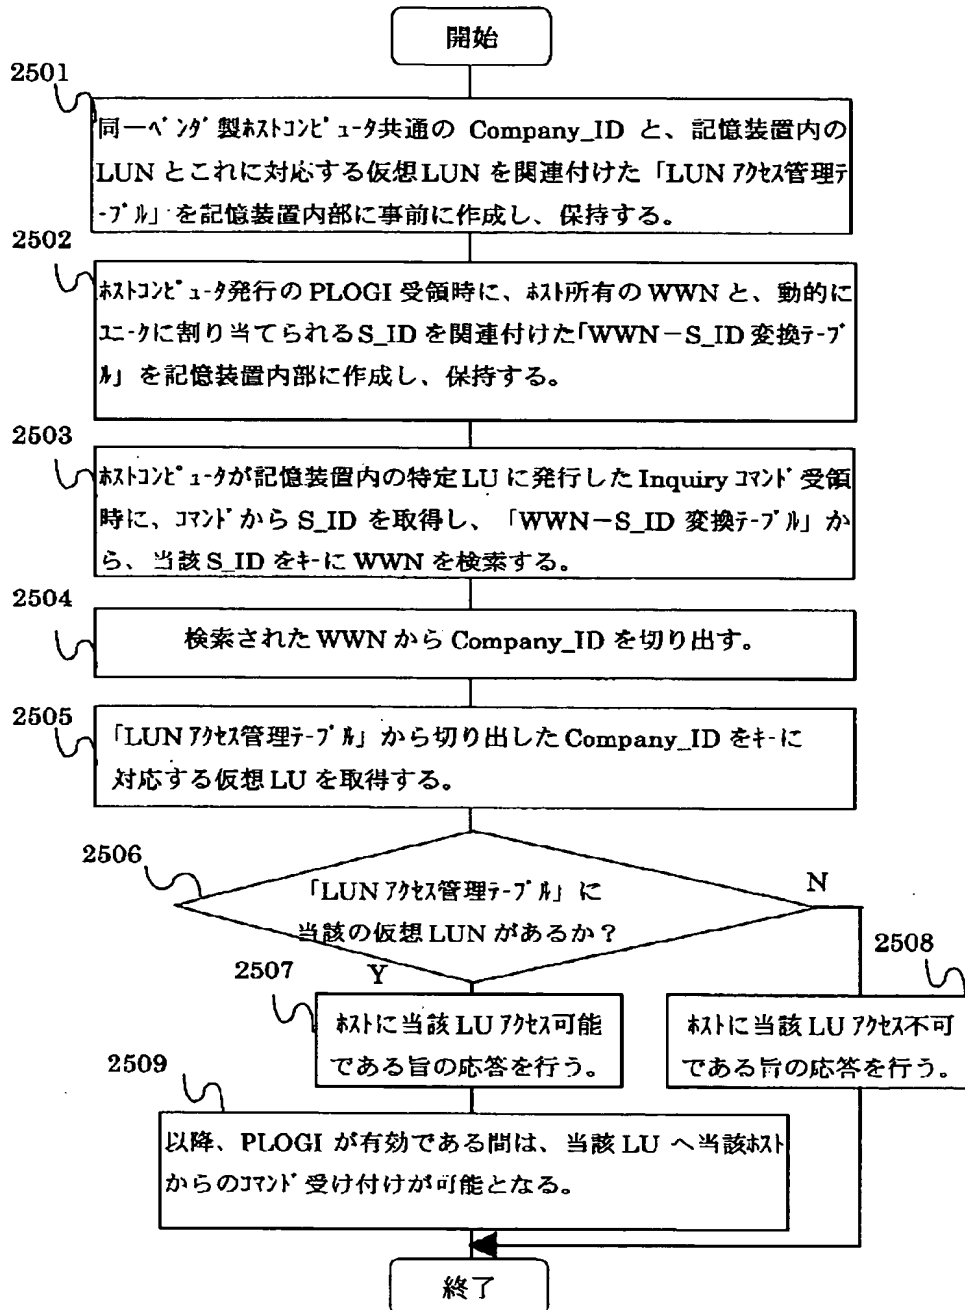 開始
2501
同一ﾍﾞﾝﾀﾞ製ﾎｽﾄｺﾝﾋﾟｭｰﾀ共通の Company_ID と、記憶装置内の
LUN とこれに対応する仮想 LUN を関連付けた「LUN ｱｸｾｽ管理ﾃ
ｰﾌﾞﾙ」を記憶装置内部に事前に作成し、保持する。
2502
ﾎｽﾄｺﾝﾋﾟｭｰﾀ発行の PLOGI 受領時に、ﾎｽﾄ所有の WWN と、動的に
ﾕﾆｰｸに割り当てられる S_ID を関連付けた「WWN－S_ID 変換ﾃｰﾌﾞ
ﾙ」を記憶装置内部に作成し、保持する。
2503
ﾎｽﾄｺﾝﾋﾟｭｰﾀが記憶装置内の特定 LU に発行した Inquiry ｺﾏﾝﾄﾞ受領
時に、ｺﾏﾝﾄﾞから S_ID を取得し、「WWN－S_ID 変換ﾃｰﾌﾞﾙ」か
ら、当該 S_ID をｷｰに WWN を検索する。
2504
検索された WWN から Company_ID を切り出す。
2505
「LUN ｱｸｾｽ管理ﾃｰﾌﾞﾙ」から切り出した Company_ID をｷｰに
対応する仮想 LU を取得する。
2506
「LUN ｱｸｾｽ管理ﾃｰﾌﾞﾙ」に
当該の仮想 LUN があるか？
N
Y
2507
ﾎｽﾄに当該 LU ｱｸｾｽ可能
である旨の応答を行う。
2508
ﾎｽﾄに当該 LU ｱｸｾｽ不可
である旨の応答を行う。
2509
以降、PLOGI が有効である間は、当該 LU へ当該ﾎｽﾄ
からのｺﾏﾝﾄﾞ受け付けが可能となる。
終了